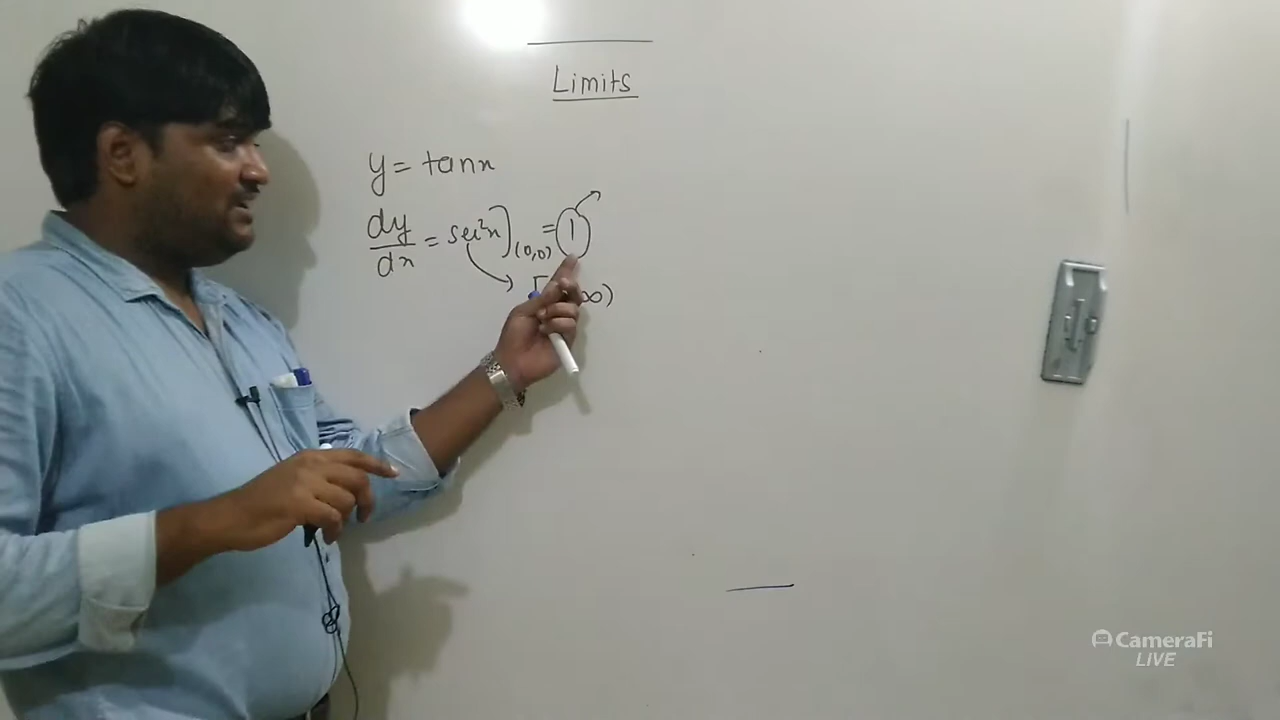 Limits
y = tanx
dy/dx = sec²x](0,0) = 1
[ ∞)
CameraFi
LIVE